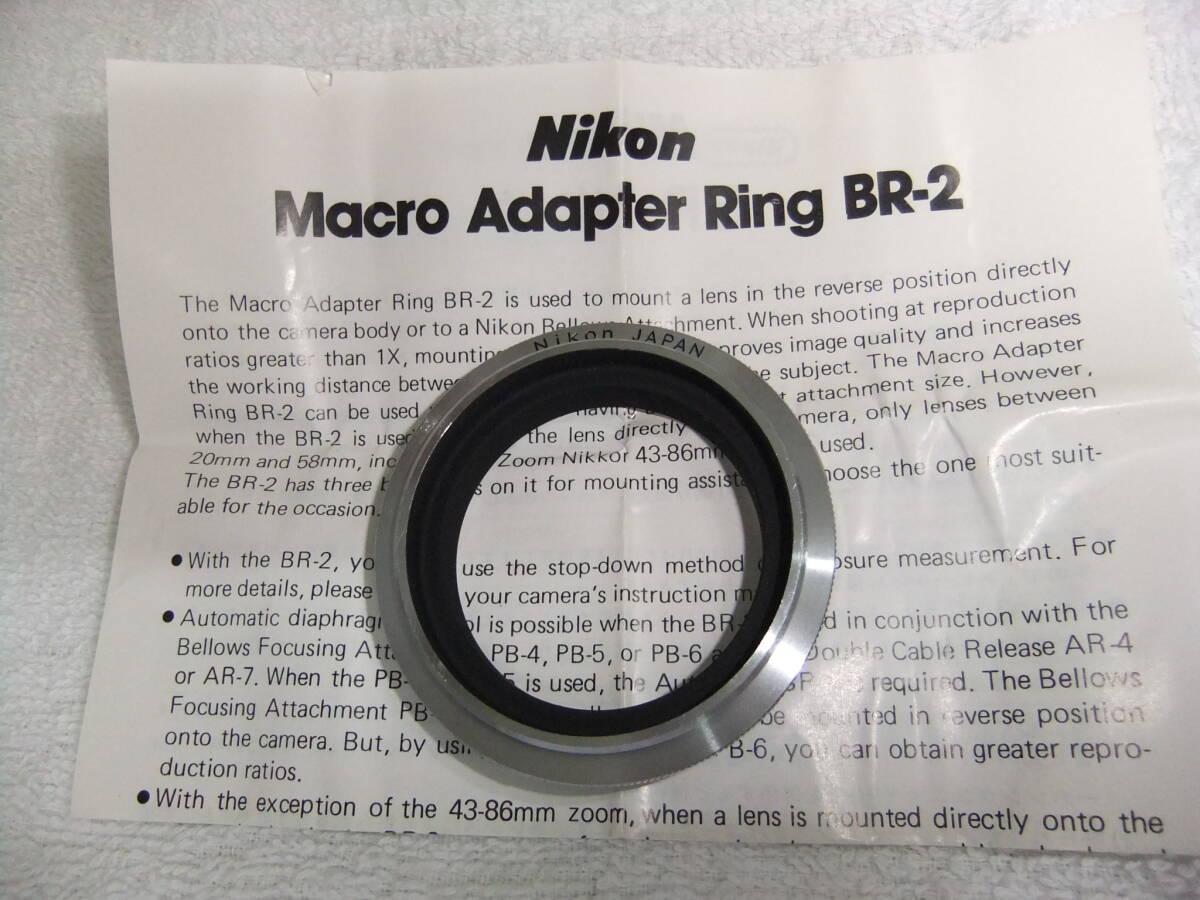 Nikon
Macro Adapter Ring BR-2
The Macro Adapter Ring BR-2 is used to mount a lens in the reverse position directly
onto the camera body or to a Nikon Bellows Attachment. When shooting at reproduction
ratios greater than 1X, mounting proves image quality and increases
the working distance betwee subject. The Macro Adapter
Ring BR-2 can be used having attachment size. However,
when the BR-2 is used the lens directly mera, only lenses between
20mm and 58mm, inc Zoom Nikkor 43-86mm used.
The BR-2 has three b s on it for mounting assista hoose the one most suit-
able for the occasion.
Nikon JAPAN
• With the BR-2, yo use the stop-down method osure measurement. For
more details, please your camera's instruction m
• Automatic diaphrag ol is possible when the BR- d in conjunction with the
Bellows Focusing Att PB-4, PB-5, or PB-6 a Double Cable Release AR-4
or AR-7. When the PB- 5 is used, the Au required. The Bellows
Focusing Attachment PB- be mounted in reverse position
onto the camera. But, by usi B-6, you can obtain greater repro-
duction ratios.
• With the exception of the 43-86mm zoom, when a lens is mounted directly onto the